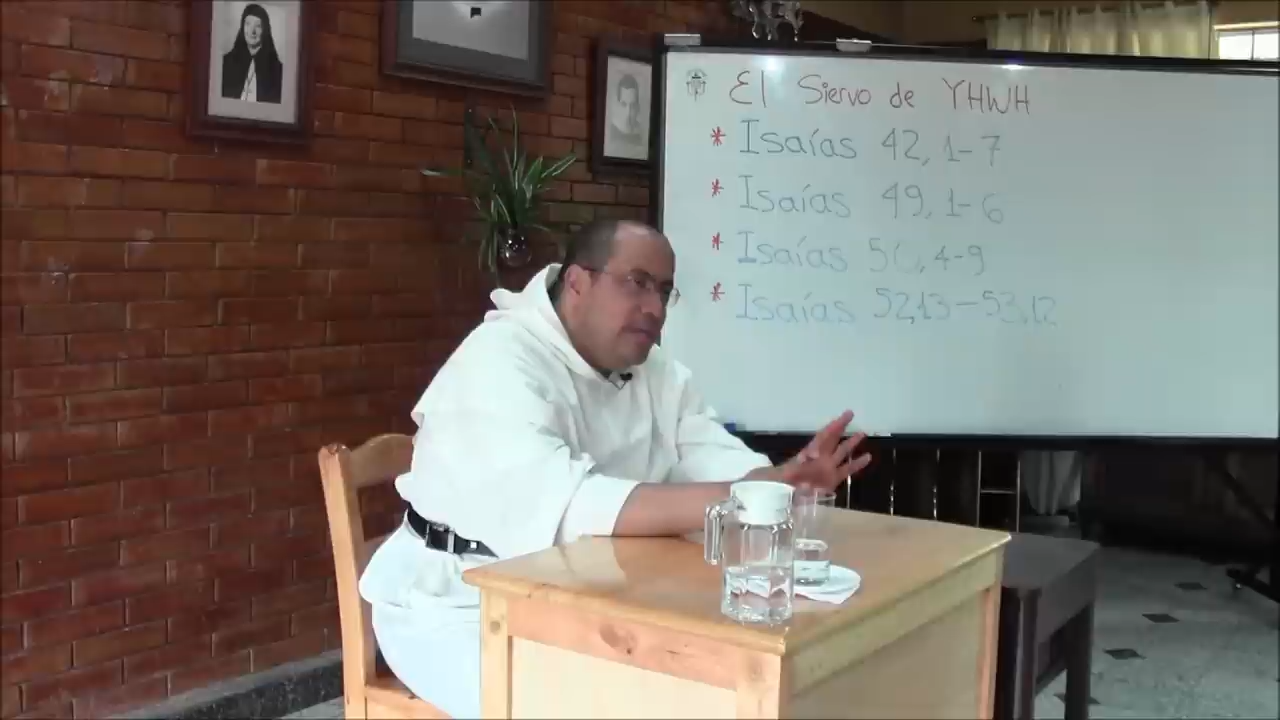 El Siervo de YHWH
* Isaías 42, 1-7
* Isaías 49, 1-6
* Isaías 50, 4-9
* Isaías 52,13-53,12